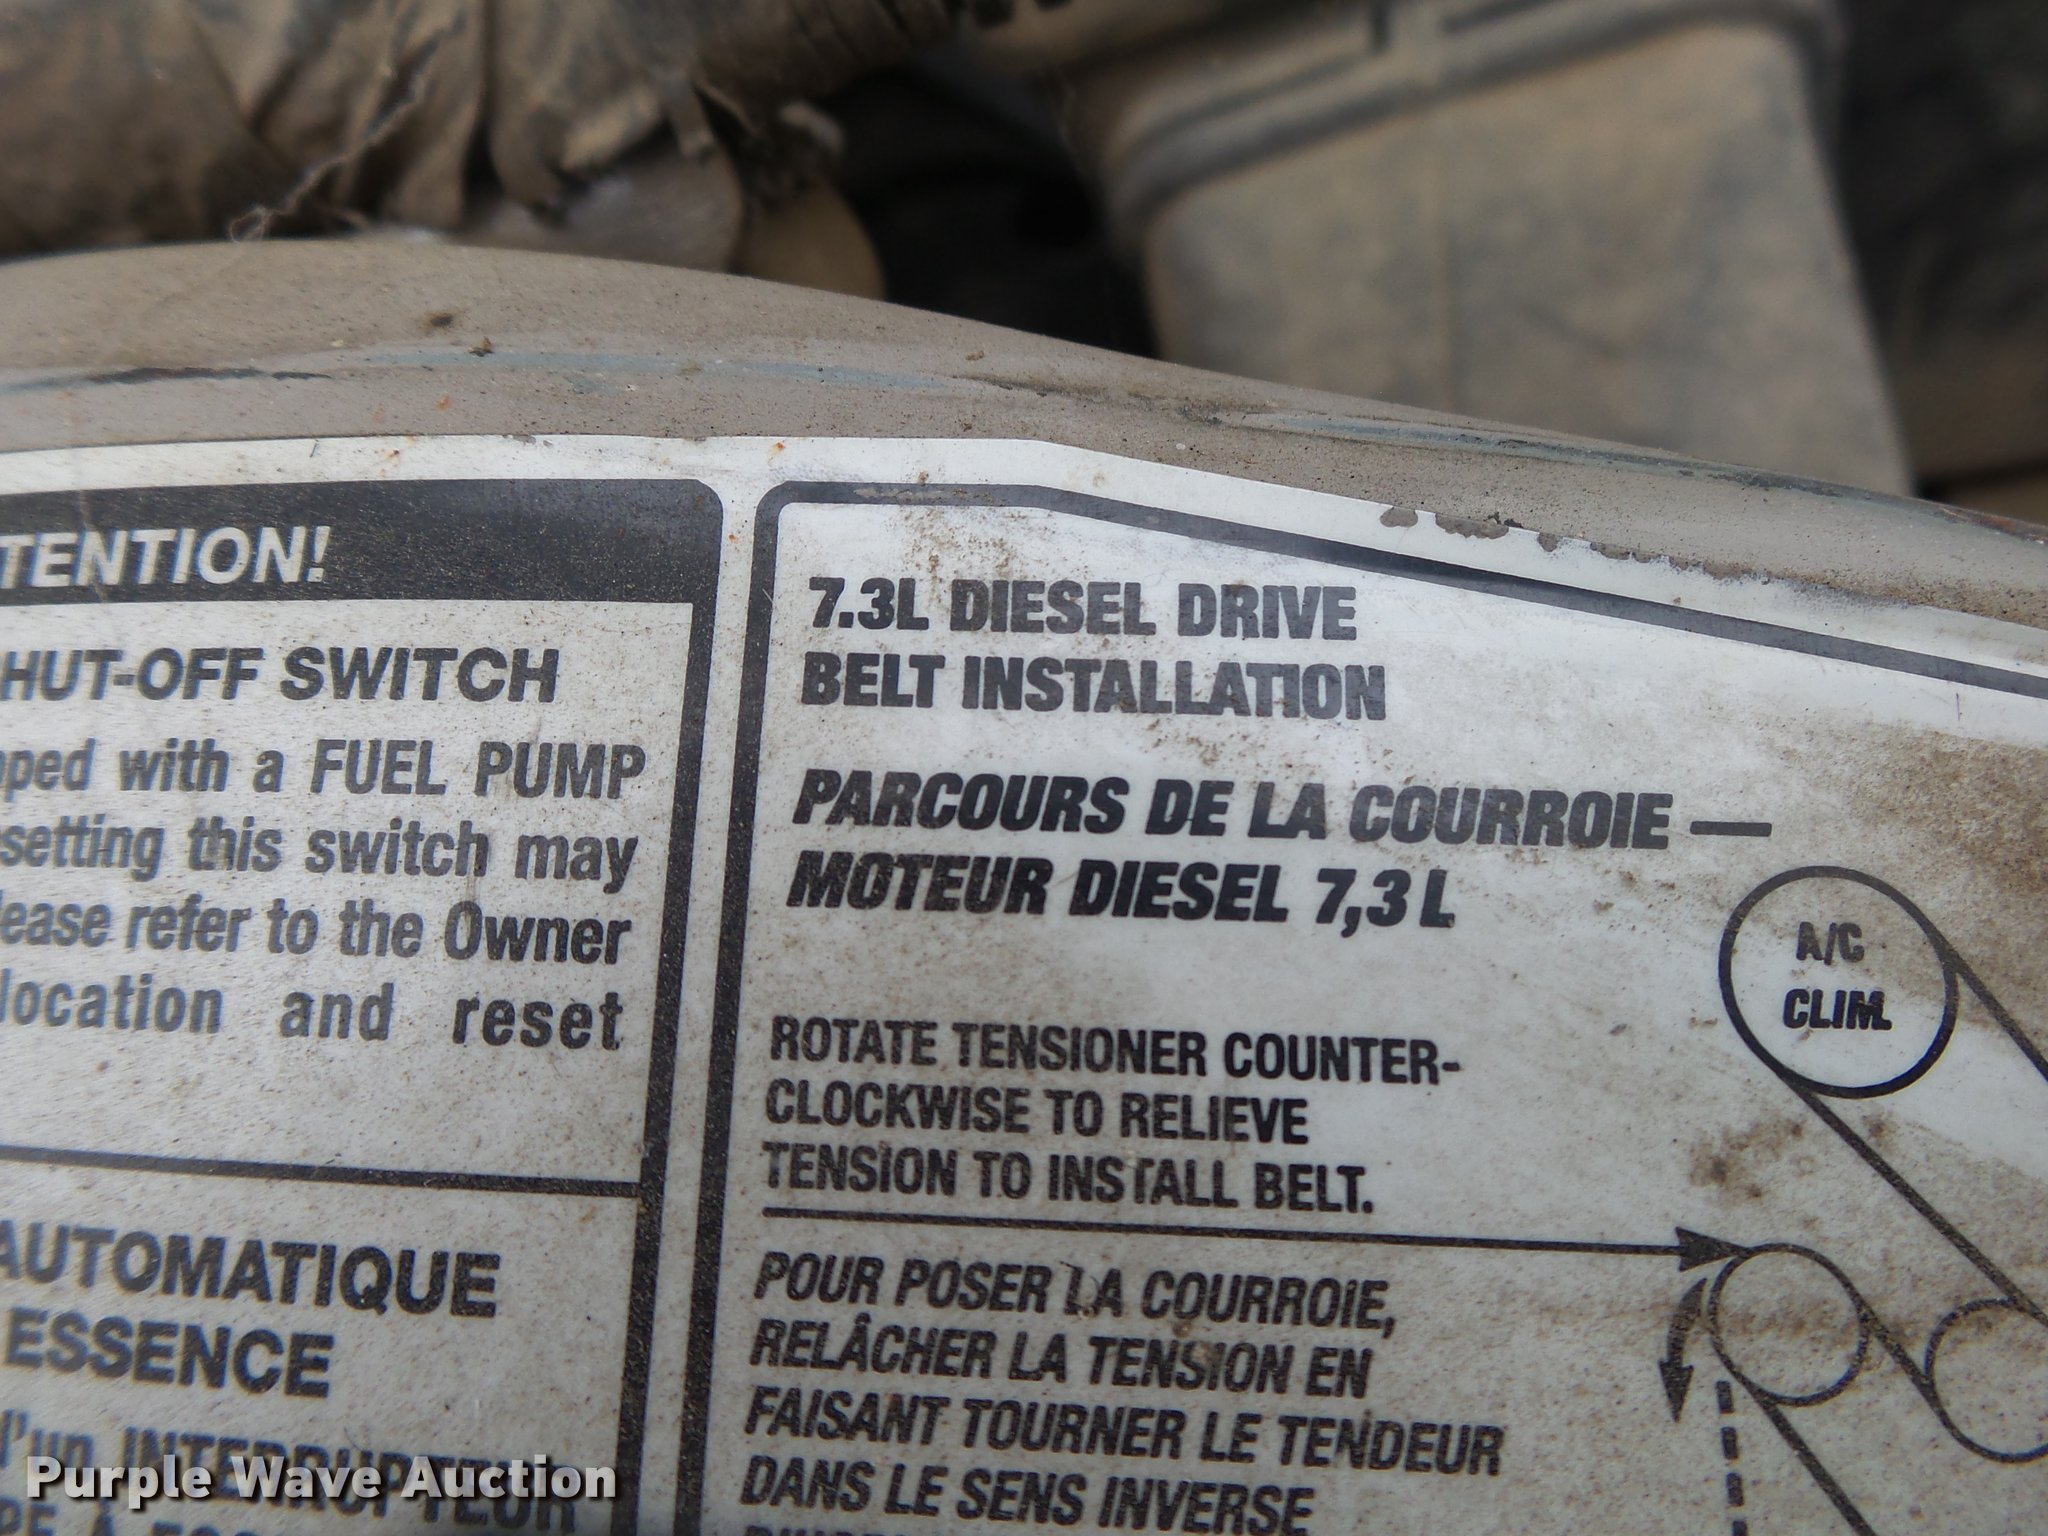 TENTION!
HUT-OFF SWITCH
pped with a FUEL PUMP
setting this switch may
lease refer to the Owner
location and reset
AUTOMATIQUE
ESSENCE
d'un INTERRUPTEUR
7.3L DIESEL DRIVE
BELT INSTALLATION
PARCOURS DE LA COURROIE —
MOTEUR DIESEL 7,3 L
ROTATE TENSIONER COUNTER-
CLOCKWISE TO RELIEVE
TENSION TO INSTALL BELT.
POUR POSER LA COURROIE,
RELÂCHER LA TENSION EN
FAISANT TOURNER LE TENDEUR
DANS LE SENS INVERSE
A/C
CLIM.
Purple Wave Auction